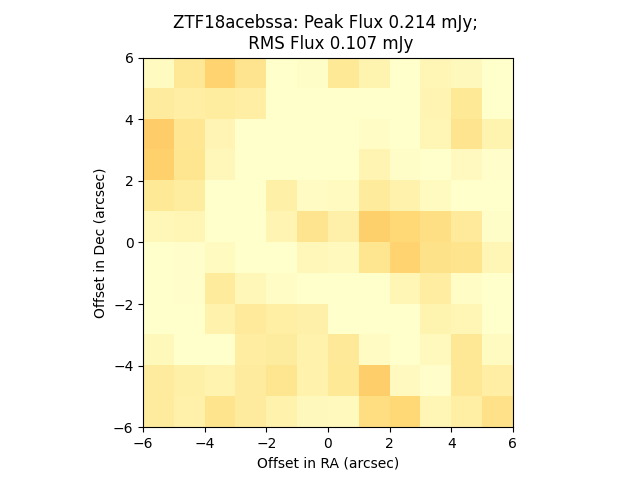 ZTF18acebssa: Peak Flux 0.214 mJy;
RMS Flux 0.107 mJy
6
4
2
0
−2
−4
−6
Offset in Dec (arcsec)
−6 −4 −2 0 2 4 6
Offset in RA (arcsec)